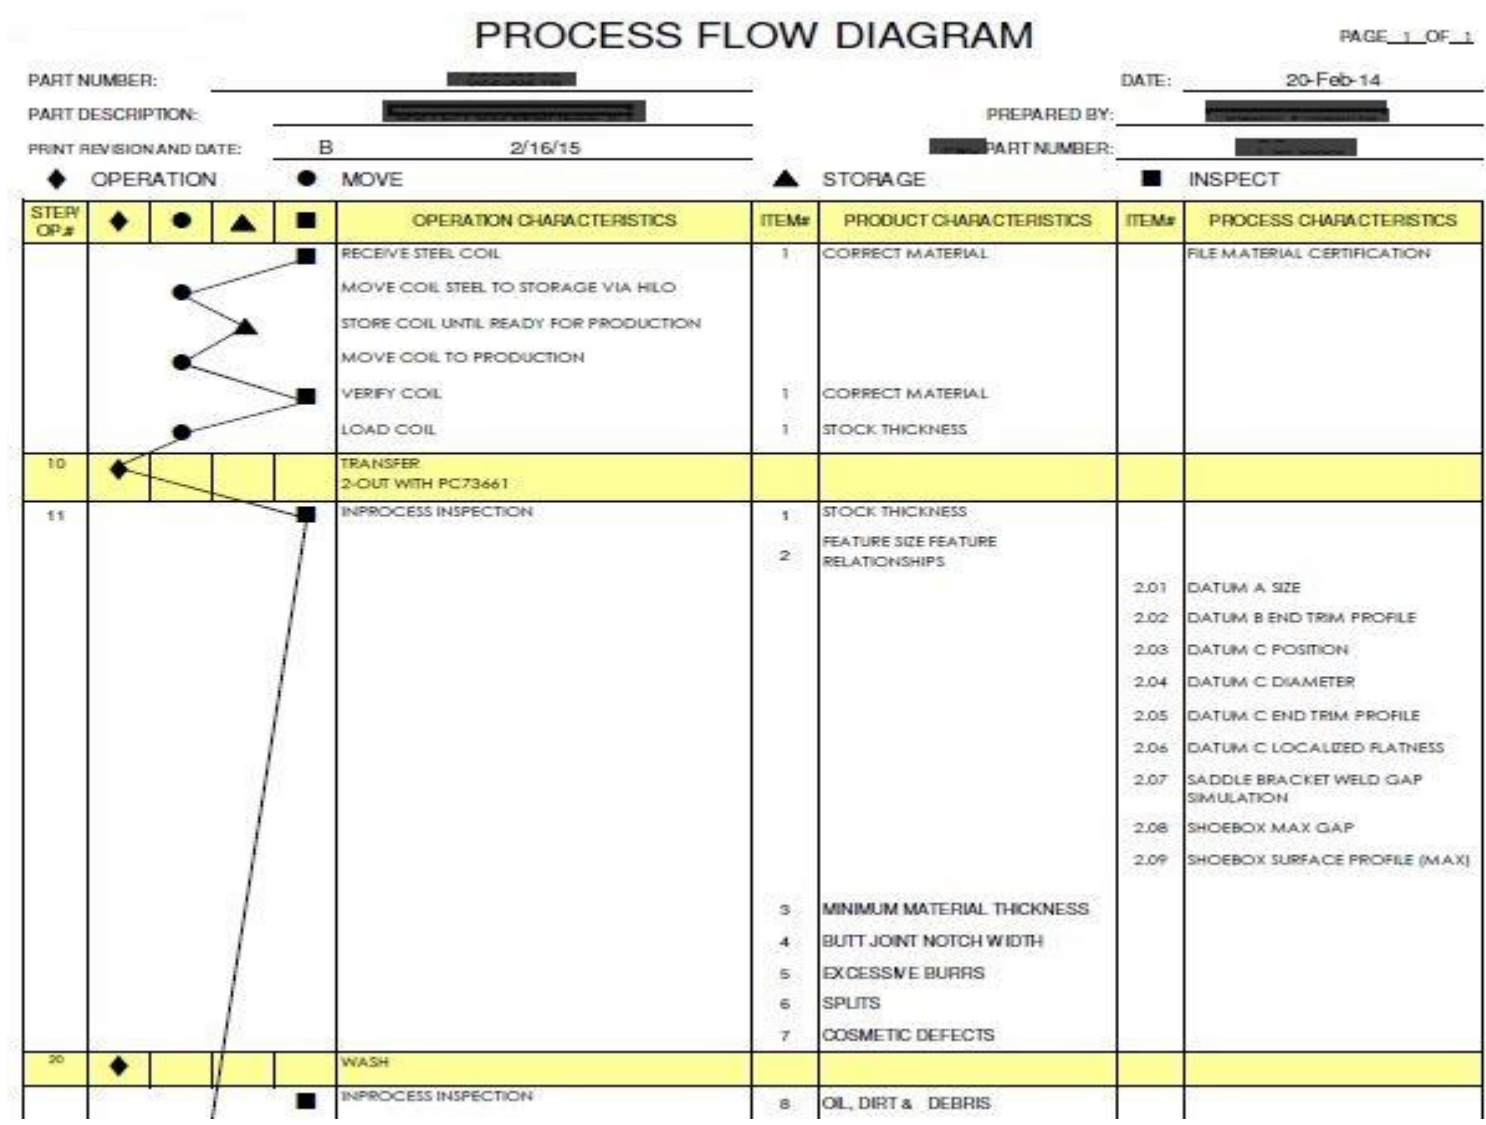 PROCESS FLOW DIAGRAM
PAGE 1 OF 1
PART NUMBER:
DATE: 20-Feb-14
PART DESCRIPTION:
PREPARED BY:
PRINT REVISION AND DATE: B 2/16/15
PART NUMBER:
OPERATION MOVE STORAGE INSPECT
STEP/ OP.# OPERATION CHARACTERISTICS ITEM# PRODUCT CHARACTERISTICS ITEM# PROCESS CHARACTERISTICS
RECEIVE STEEL COIL 1 CORRECT MATERIAL FILE MATERIAL CERTIFICATION
MOVE COIL STEEL TO STORAGE VIA HILO
STORE COIL UNTIL READY FOR PRODUCTION
MOVE COIL TO PRODUCTION
VERIFY COIL 1 CORRECT MATERIAL
LOAD COIL 1 STOCK THICKNESS
10 TRANSFER
2-OUT WITH PC73661
11 INPROCESS INSPECTION 1 STOCK THICKNESS
2 FEATURE SIZE FEATURE
RELATIONSHIPS
2.01 DATUM A SIZE
2.02 DATUM B END TRIM PROFILE
2.03 DATUM C POSITION
2.04 DATUM C DIAMETER
2.05 DATUM C END TRIM PROFILE
2.06 DATUM C LOCALIZED FLATNESS
2.07 SADDLE BRACKET WELD GAP
SIMULATION
2.08 SHOEBOX MAX GAP
2.09 SHOEBOX SURFACE PROFILE (MAX)
3 MINIMUM MATERIAL THICKNESS
4 BUTT JOINT NOTCH WIDTH
5 EXCESSIVE BURRS
6 SPLITS
7 COSMETIC DEFECTS
20 WASH
INPROCESS INSPECTION 8 OIL, DIRT & DEBRIS